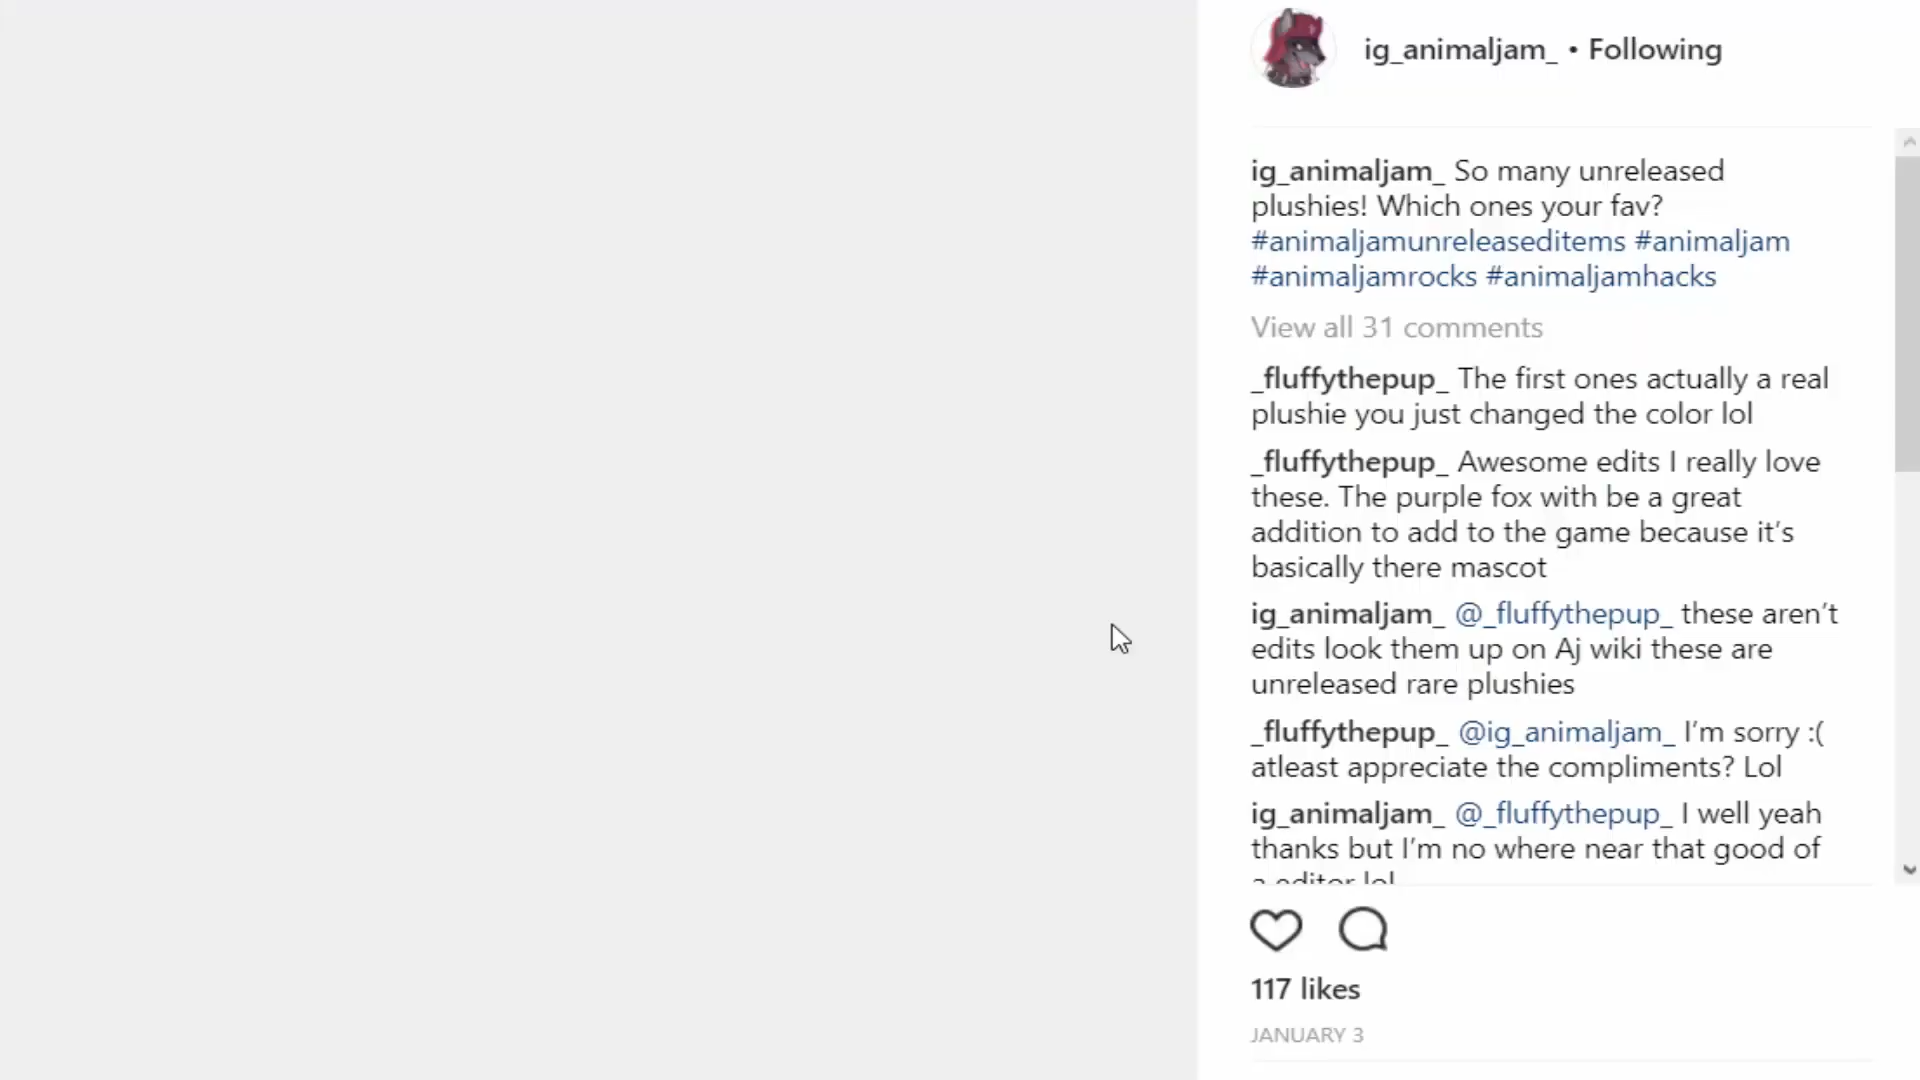 ig_animaljam_ • Following
ig_animaljam_ So many unreleased
plushies! Which ones your fav?
#animaljamunreleaseditems #animaljam
#animaljamrocks #animaljamhacks
View all 31 comments
_fluffythepup_ The first ones actually a real
plushie you just changed the color lol
_fluffythepup_ Awesome edits I really love
these. The purple fox with be a great
addition to add to the game because it's
basically there mascot
ig_animaljam_ @_fluffythepup_ these aren't
edits look them up on Aj wiki these are
unreleased rare plushies
_fluffythepup_ @ig_animaljam_ I'm sorry :(
atleast appreciate the compliments? Lol
ig_animaljam_ @_fluffythepup_ I well yeah
thanks but I'm no where near that good of
a editor lol
117 likes
JANUARY 3